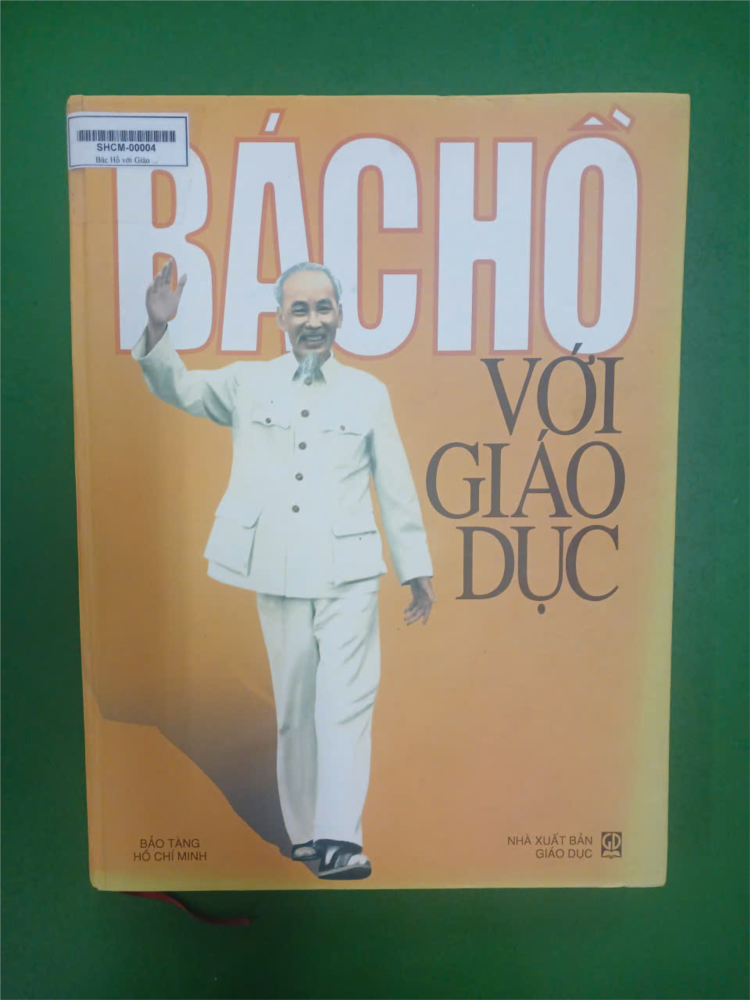 SHCM-00004
Bác Hồ với Giáo ...
BÁC HỒ
VỚI
GIÁO
DỤC
BẢO TÀNG
HỒ CHÍ MINH
NHÀ XUẤT BẢN
GIÁO DỤC
GD